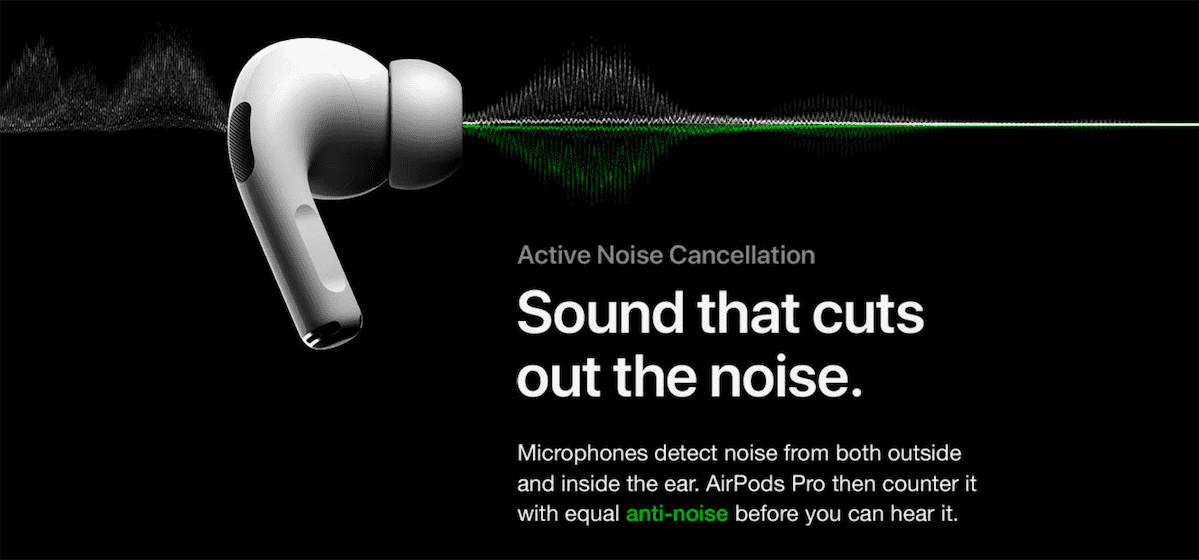 Active Noise Cancellation
Sound that cuts
out the noise.
Microphones detect noise from both outside
and inside the ear. AirPods Pro then counter it
with equal anti-noise before you can hear it.